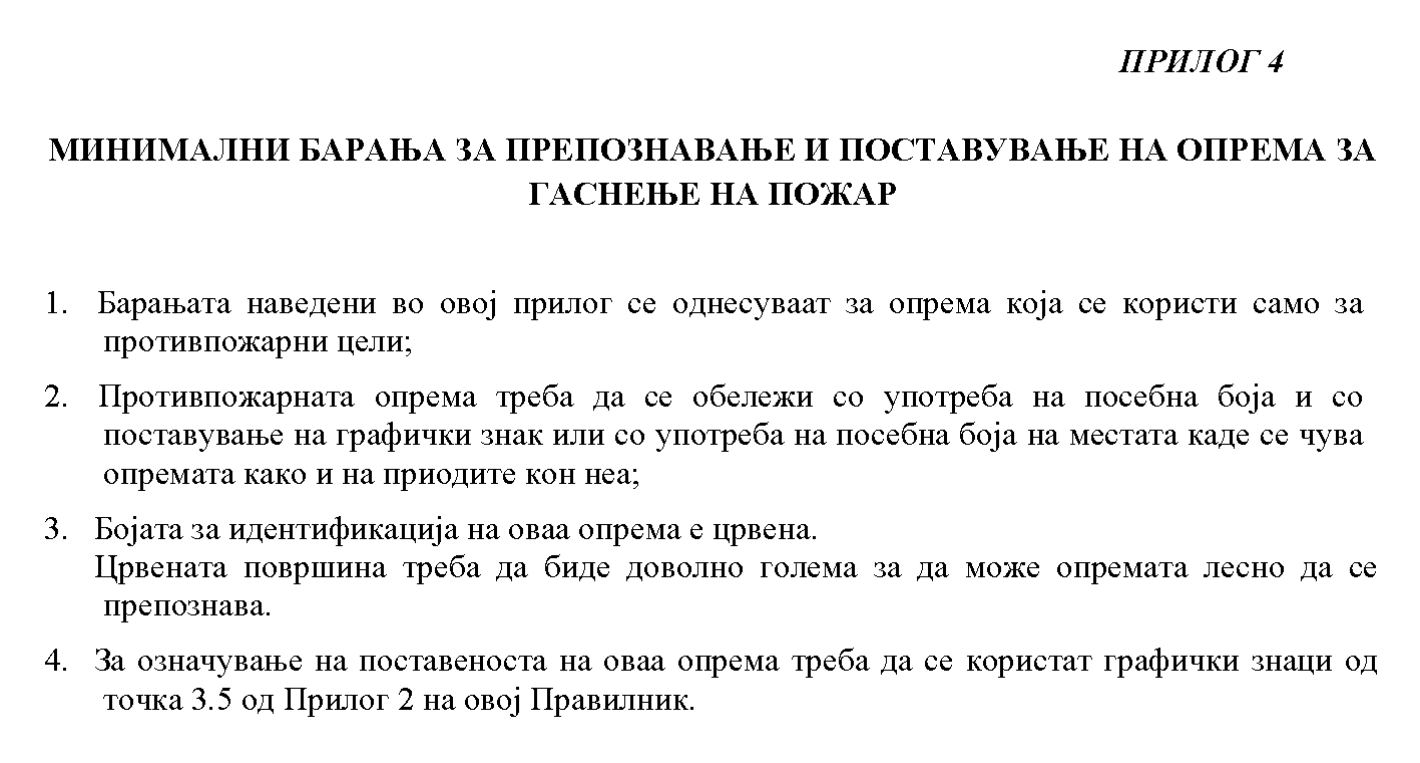 ПРИЛОГ 4
МИНИМАЛНИ БАРАЊА ЗА ПРЕПОЗНАВАЊЕ И ПОСТАВУВАЊЕ НА ОПРЕМА ЗА
ГАСНЕЊЕ НА ПОЖАР
1. Барањата наведени во овој прилог се однесуваат за опрема која се користи само за
противпожарни цели;
2. Противпожарната опрема треба да се обележи со употреба на посебна боја и со
поставување на графички знак или со употреба на посебна боја на местата каде се чува
опремата како и на приодите кон неа;
3. Бојата за идентификација на оваа опрема е црвена.
Црвената површина треба да биде доволно голема за да може опремата лесно да се
препознава.
4. За означување на поставеноста на оваа опрема треба да се користат графички знаци од
точка 3.5 од Прилог 2 на овој Правилник.